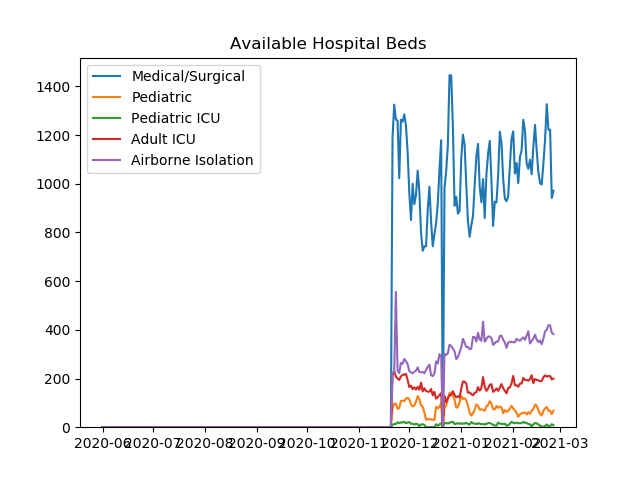 Available Hospital Beds
Medical/Surgical
Pediatric
Pediatric ICU
Adult ICU
Airborne Isolation
1400
1200
1000
800
600
400
200
0
2020-06 2020-07 2020-08 2020-09 2020-10 2020-11 2020-12 2021-01 2021-02 2021-03